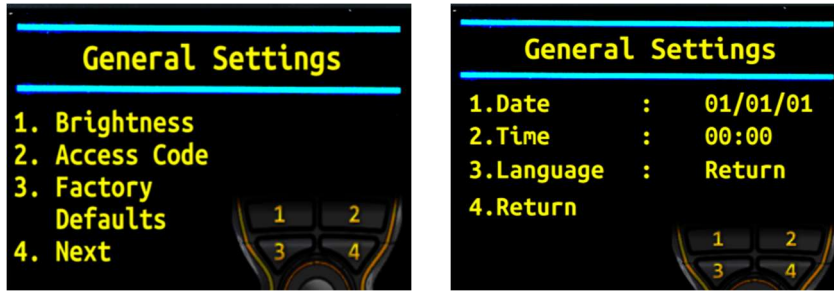 General Settings
1. Brightness
2. Access Code
3. Factory
Defaults
4. Next
1 2
3 4
General Settings
1.Date : 01/01/01
2.Time : 00:00
3.Language : Return
4.Return
1 2
3 4